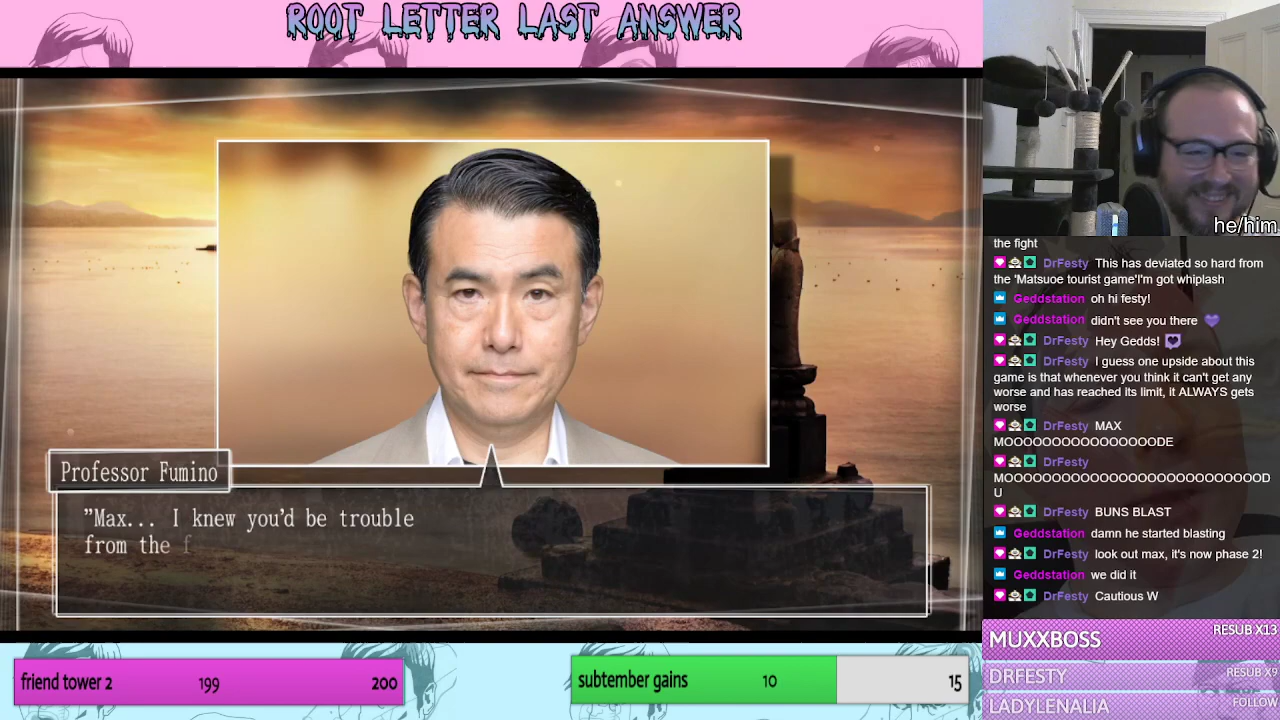 ROOT LETTER LAST ANSWER
Professor Fumino
"Max... I knew you'd be trouble
from the f
friend tower 2 199 200
subtember gains 10 15
he/him
the fight
DrFesty This has deviated so hard from
the 'Matsuoe tourist game'I'm got whiplash
Geddstation oh hi festy!
Geddstation didn't see you there
DrFesty Hey Gedds!
DrFesty I guess one upside about this
game is that whenever you think it can't get any
worse and has reached its limit, it ALWAYS gets
worse
DrFesty MAX
MOOOOOOOOOOOOOOOODE
DrFesty
MOOOOOOOOOOOOOOOOOOOOOOOOOOD
U
DrFesty BUNS BLAST
Geddstation damn he started blasting
DrFesty look out max, it's now phase 2!
Geddstation we did it
DrFesty Cautious W
MUXXBOSS RESUB X13
DRFESTY RESUB X9
LADYLENALIA FOLLOW